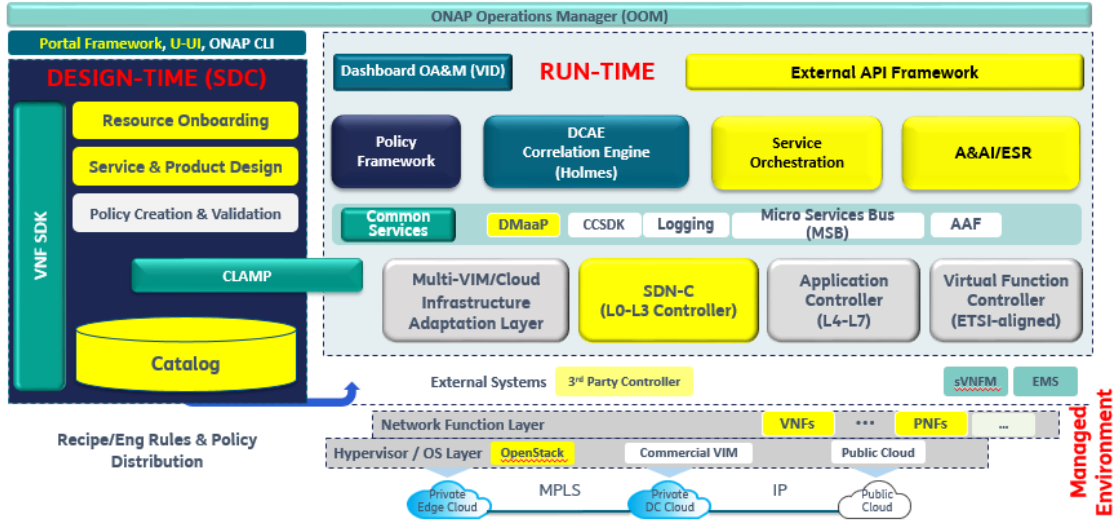 ONAP Operations Manager (OOM)
Portal Framework, U-UI, ONAP CLI
DESIGN-TIME (SDC)
VNF SDK
Resource Onboarding
Service & Product Design
Policy Creation & Validation
CLAMP
Catalog
Recipe/Eng Rules & Policy
Distribution
Dashboard OA&M (VID)
RUN-TIME
External API Framework
Policy
Framework
DCAE
Correlation Engine
(Holmes)
Service
Orchestration
A&AI/ESR
Common
Services
DMaaP
CCSDK
Logging
Micro Services Bus
(MSB)
AAF
Multi-VIM/Cloud
Infrastructure
Adaptation Layer
SDN-C
(L0-L3 Controller)
Application
Controller
(L4-L7)
Virtual Function
Controller
(ETSI-aligned)
External Systems
3rd Party Controller
sVNFM
EMS
Network Function Layer
VNFs
...
PNFs
...
Hypervisor / OS Layer
OpenStack
Commercial VIM
Public Cloud
Private
Edge Cloud
MPLS
Private
DC Cloud
IP
Public
Cloud
Managed
Environment